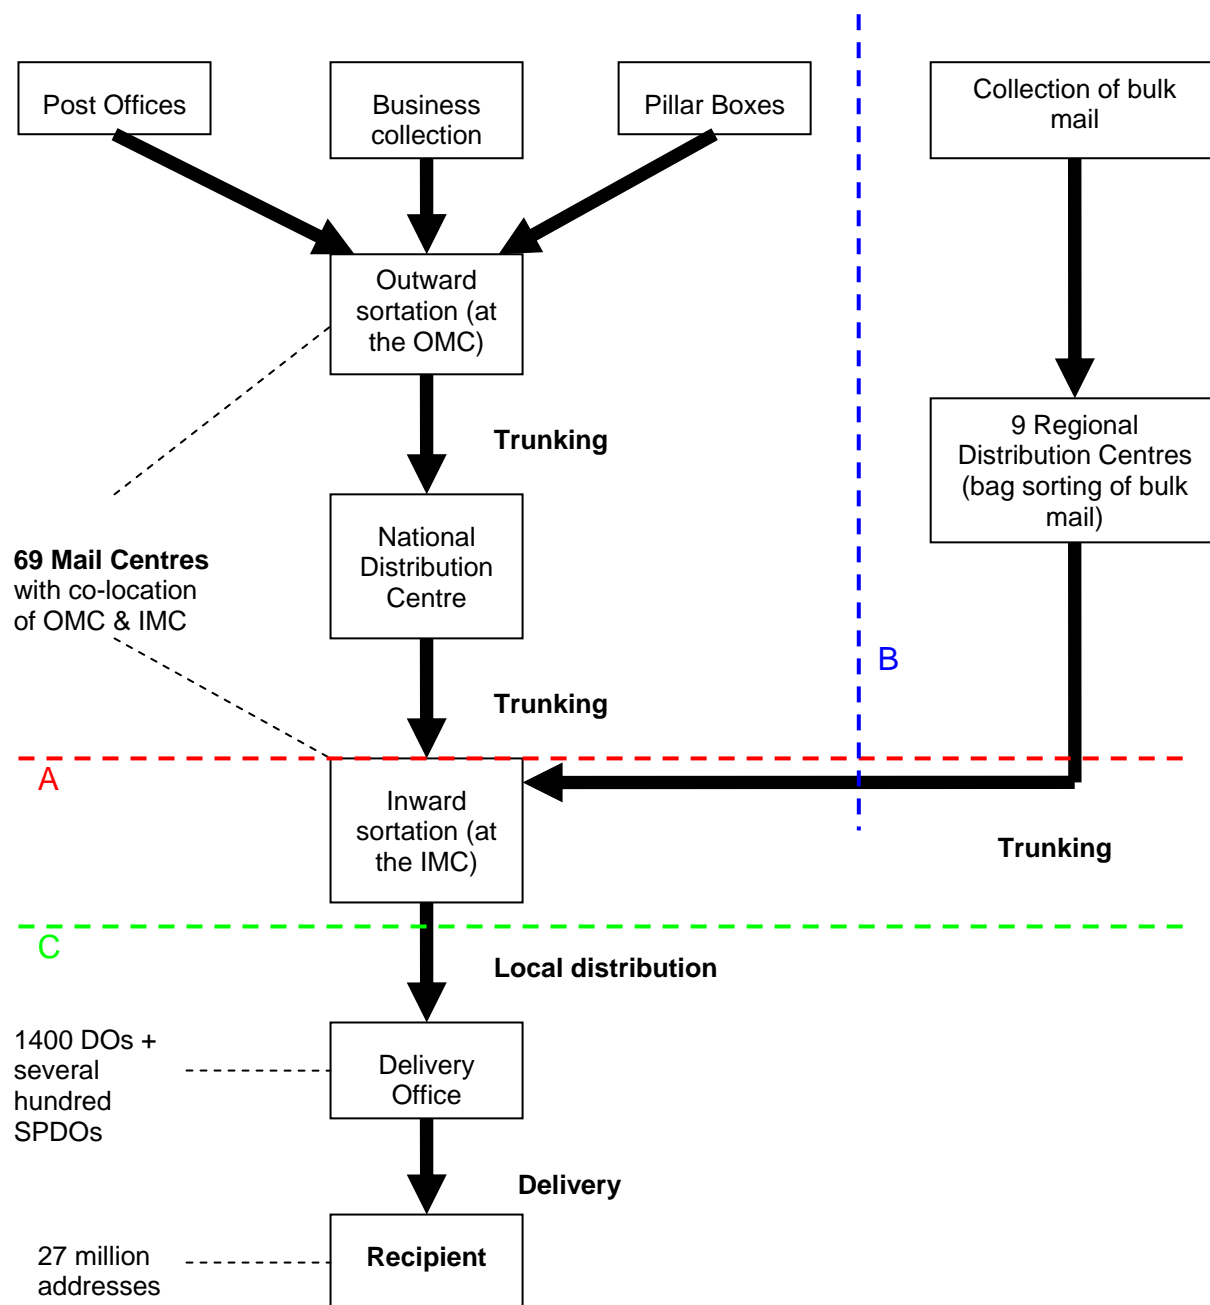 Post Offices
Business
collection
Pillar Boxes
Collection of bulk
mail
Outward
sortation (at
the OMC)
Trunking
9 Regional
Distribution Centres
(bag sorting of bulk
mail)
National
Distribution
Centre
69 Mail Centres
with co-location
of OMC & IMC
B
Trunking
A
Inward
sortation (at
the IMC)
Trunking
C
Local distribution
1400 DOs +
several
hundred
SPDOs
Delivery
Office
Delivery
27 million
addresses
Recipient